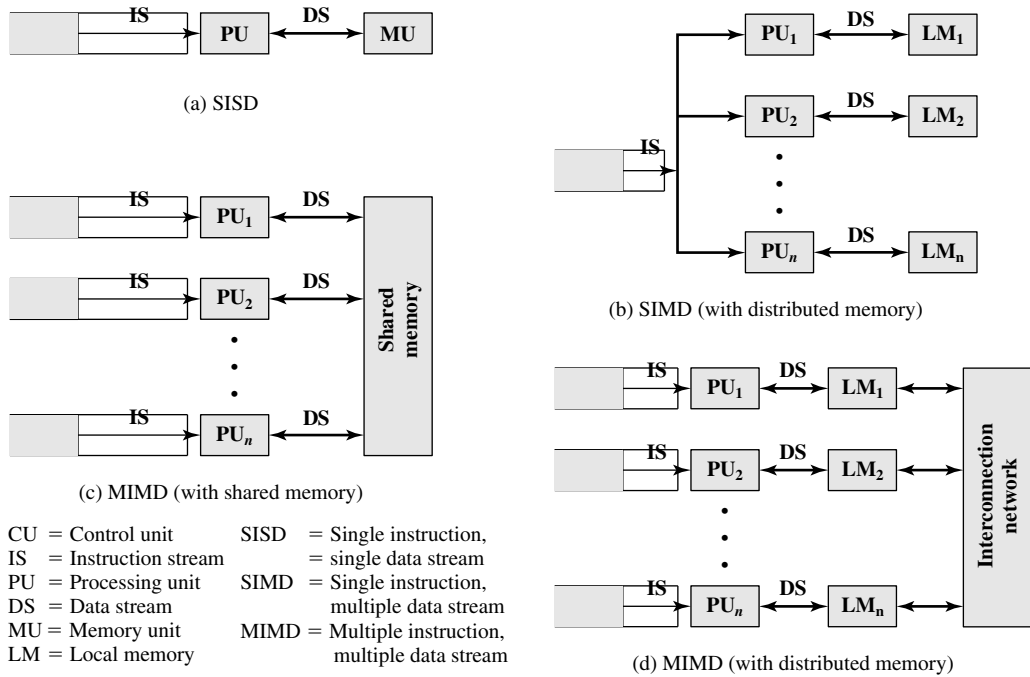 IS
PU
DS
MU
(a) SISD
IS
PU1
DS
LM1
PU2
DS
LM2
PUn
DS
LMn
(b) SIMD (with distributed memory)
IS
PU1
DS
IS
PU2
DS
IS
PUn
DS
Shared
memory
(c) MIMD (with shared memory)
IS
PU1
DS
LM1
IS
PU2
DS
LM2
IS
PUn
DS
LMn
Interconnection
network
(d) MIMD (with distributed memory)
CU = Control unit
IS = Instruction stream
PU = Processing unit
DS = Data stream
MU = Memory unit
LM = Local memory
SISD = Single instruction,
= single data stream
SIMD = Single instruction,
multiple data stream
MIMD = Multiple instruction,
multiple data stream